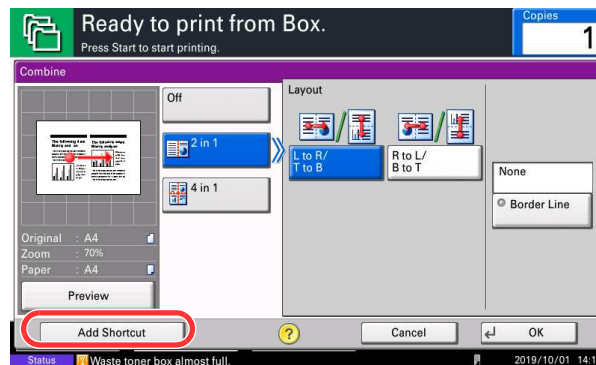 Ready to print from Box.
Press Start to start printing.
Copies
1
Combine
Off
2 in 1
4 in 1
Layout
L to R/
T to B
R to L/
B to T
None
Border Line
Original : A4
Zoom : 70%
Paper : A4
Preview
Add Shortcut
?
Cancel
OK
Status
Waste toner box almost full.
2019/10/01 14:1